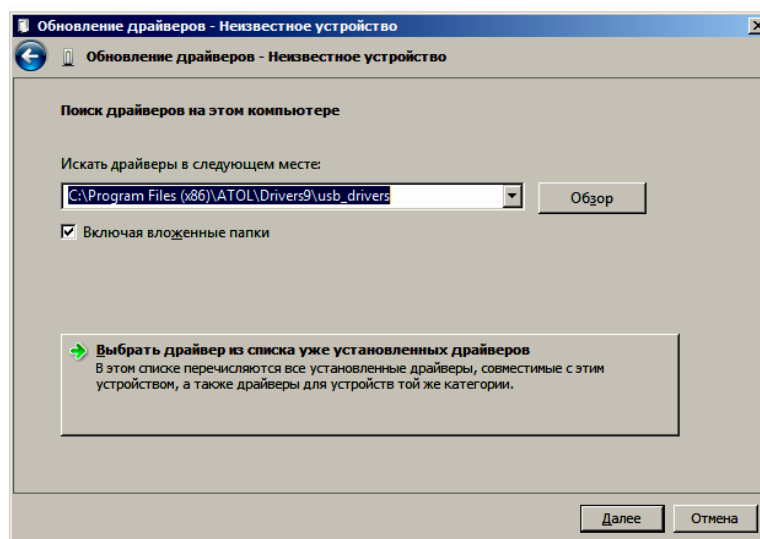 Обновление драйверов - Неизвестное устройство
Обновление драйверов - Неизвестное устройство
Поиск драйверов на этом компьютере
Искать драйверы в следующем месте:
C:\Program Files (x86)\ATOL\Drivers9\usb_drivers
Обзор
Включая вложенные папки
Выбрать драйвер из списка уже установленных драйверов
В этом списке перечисляются все установленные драйверы, совместимые с этим
устройством, а также драйверы для устройств той же категории.
Далее
Отмена